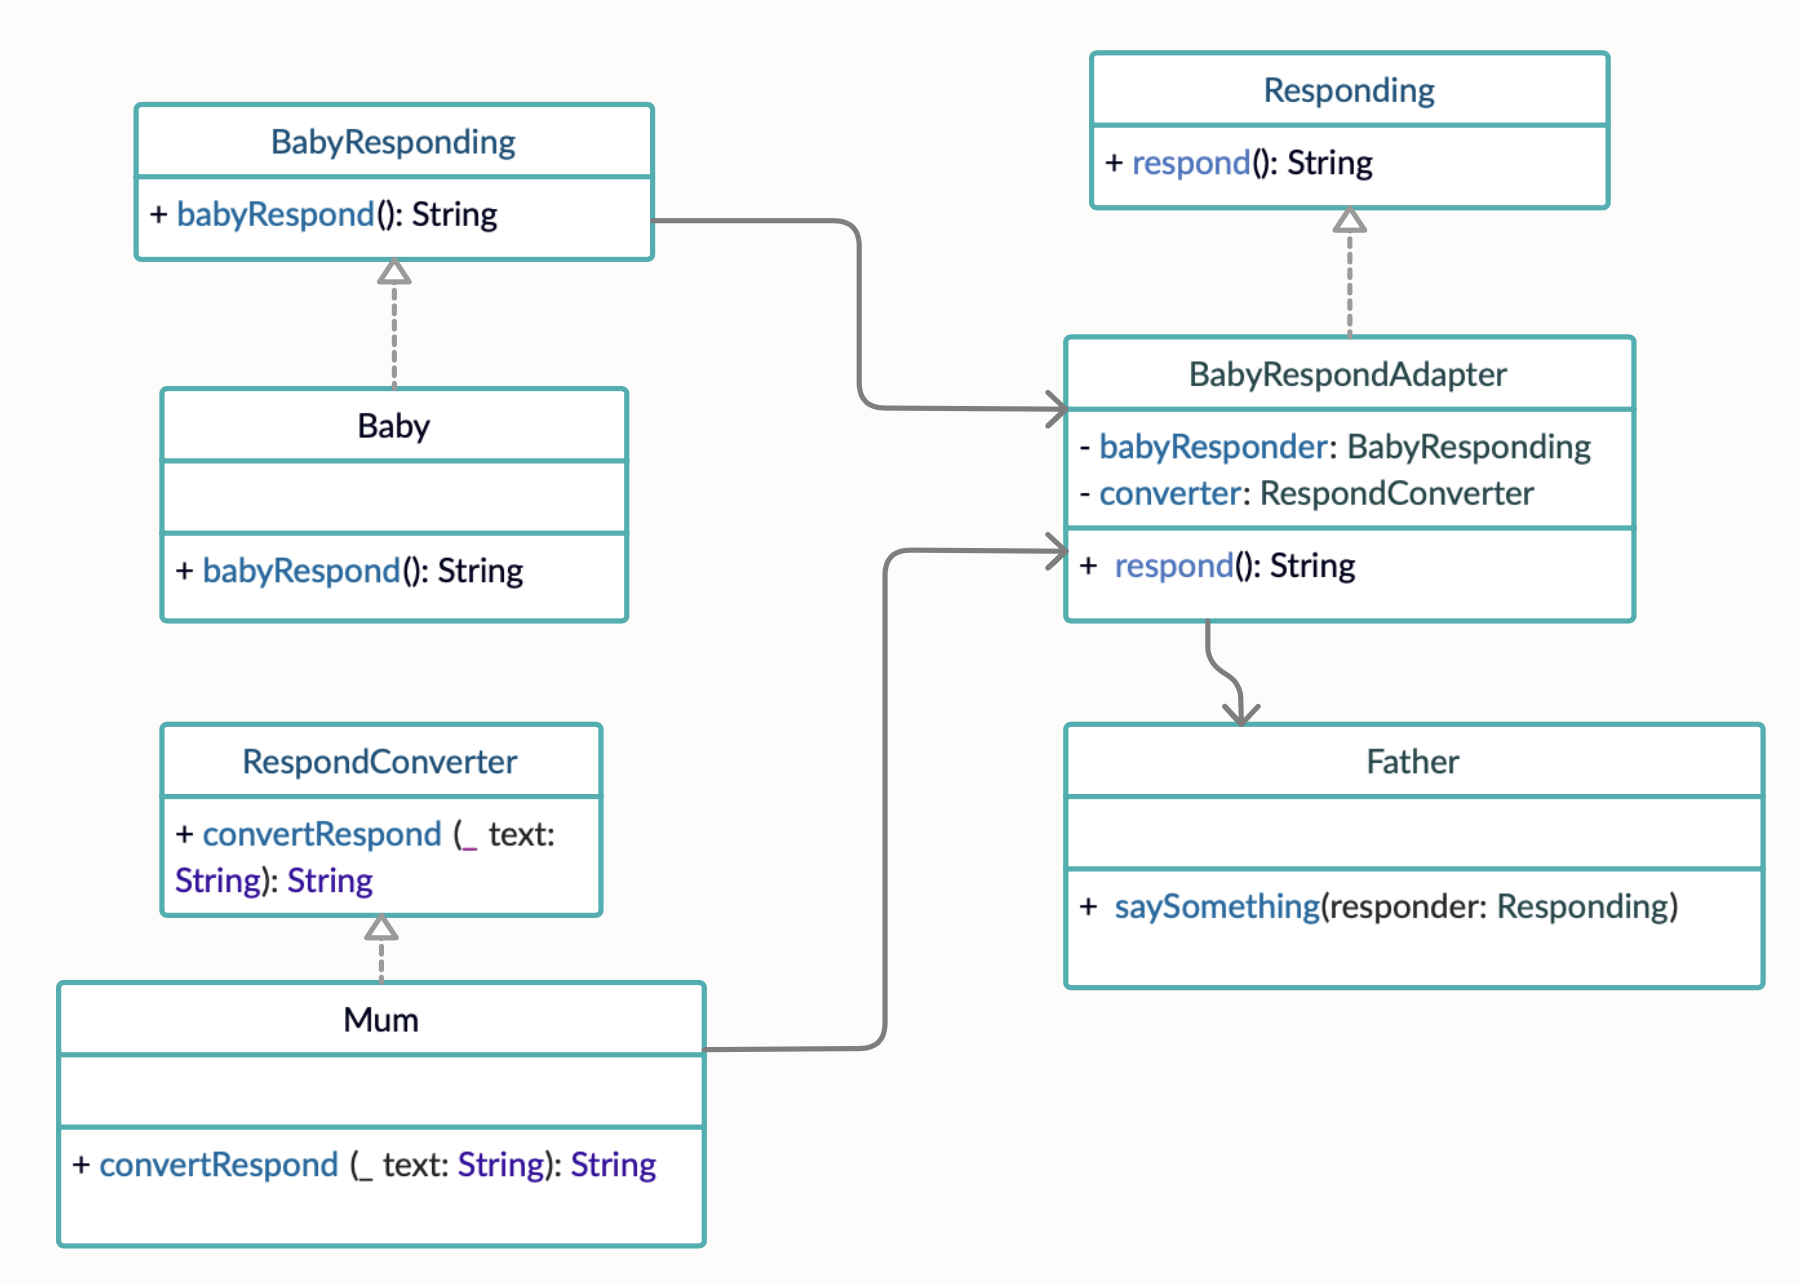 BabyResponding
+ babyRespond(): String
Baby
+ babyRespond(): String
RespondConverter
+ convertRespond (_ text:
String): String
Mum
+ convertRespond (_ text: String): String
Responding
+ respond(): String
BabyRespondAdapter
- babyResponder: BabyResponding
- converter: RespondConverter
+ respond(): String
Father
+ saySomething(responder: Responding)